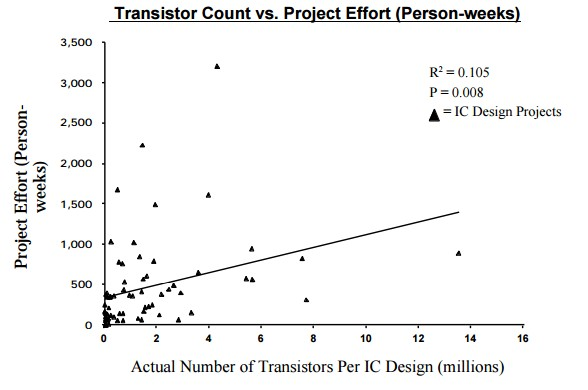 Transistor Count vs. Project Effort (Person-weeks)
R² = 0.105
P = 0.008
▲ = IC Design Projects
Project Effort (Person-
weeks)
3,500
3,000
2,500
2,000
1,500
1,000
500
0
0 2 4 6 8 10 12 14 16
Actual Number of Transistors Per IC Design (millions)